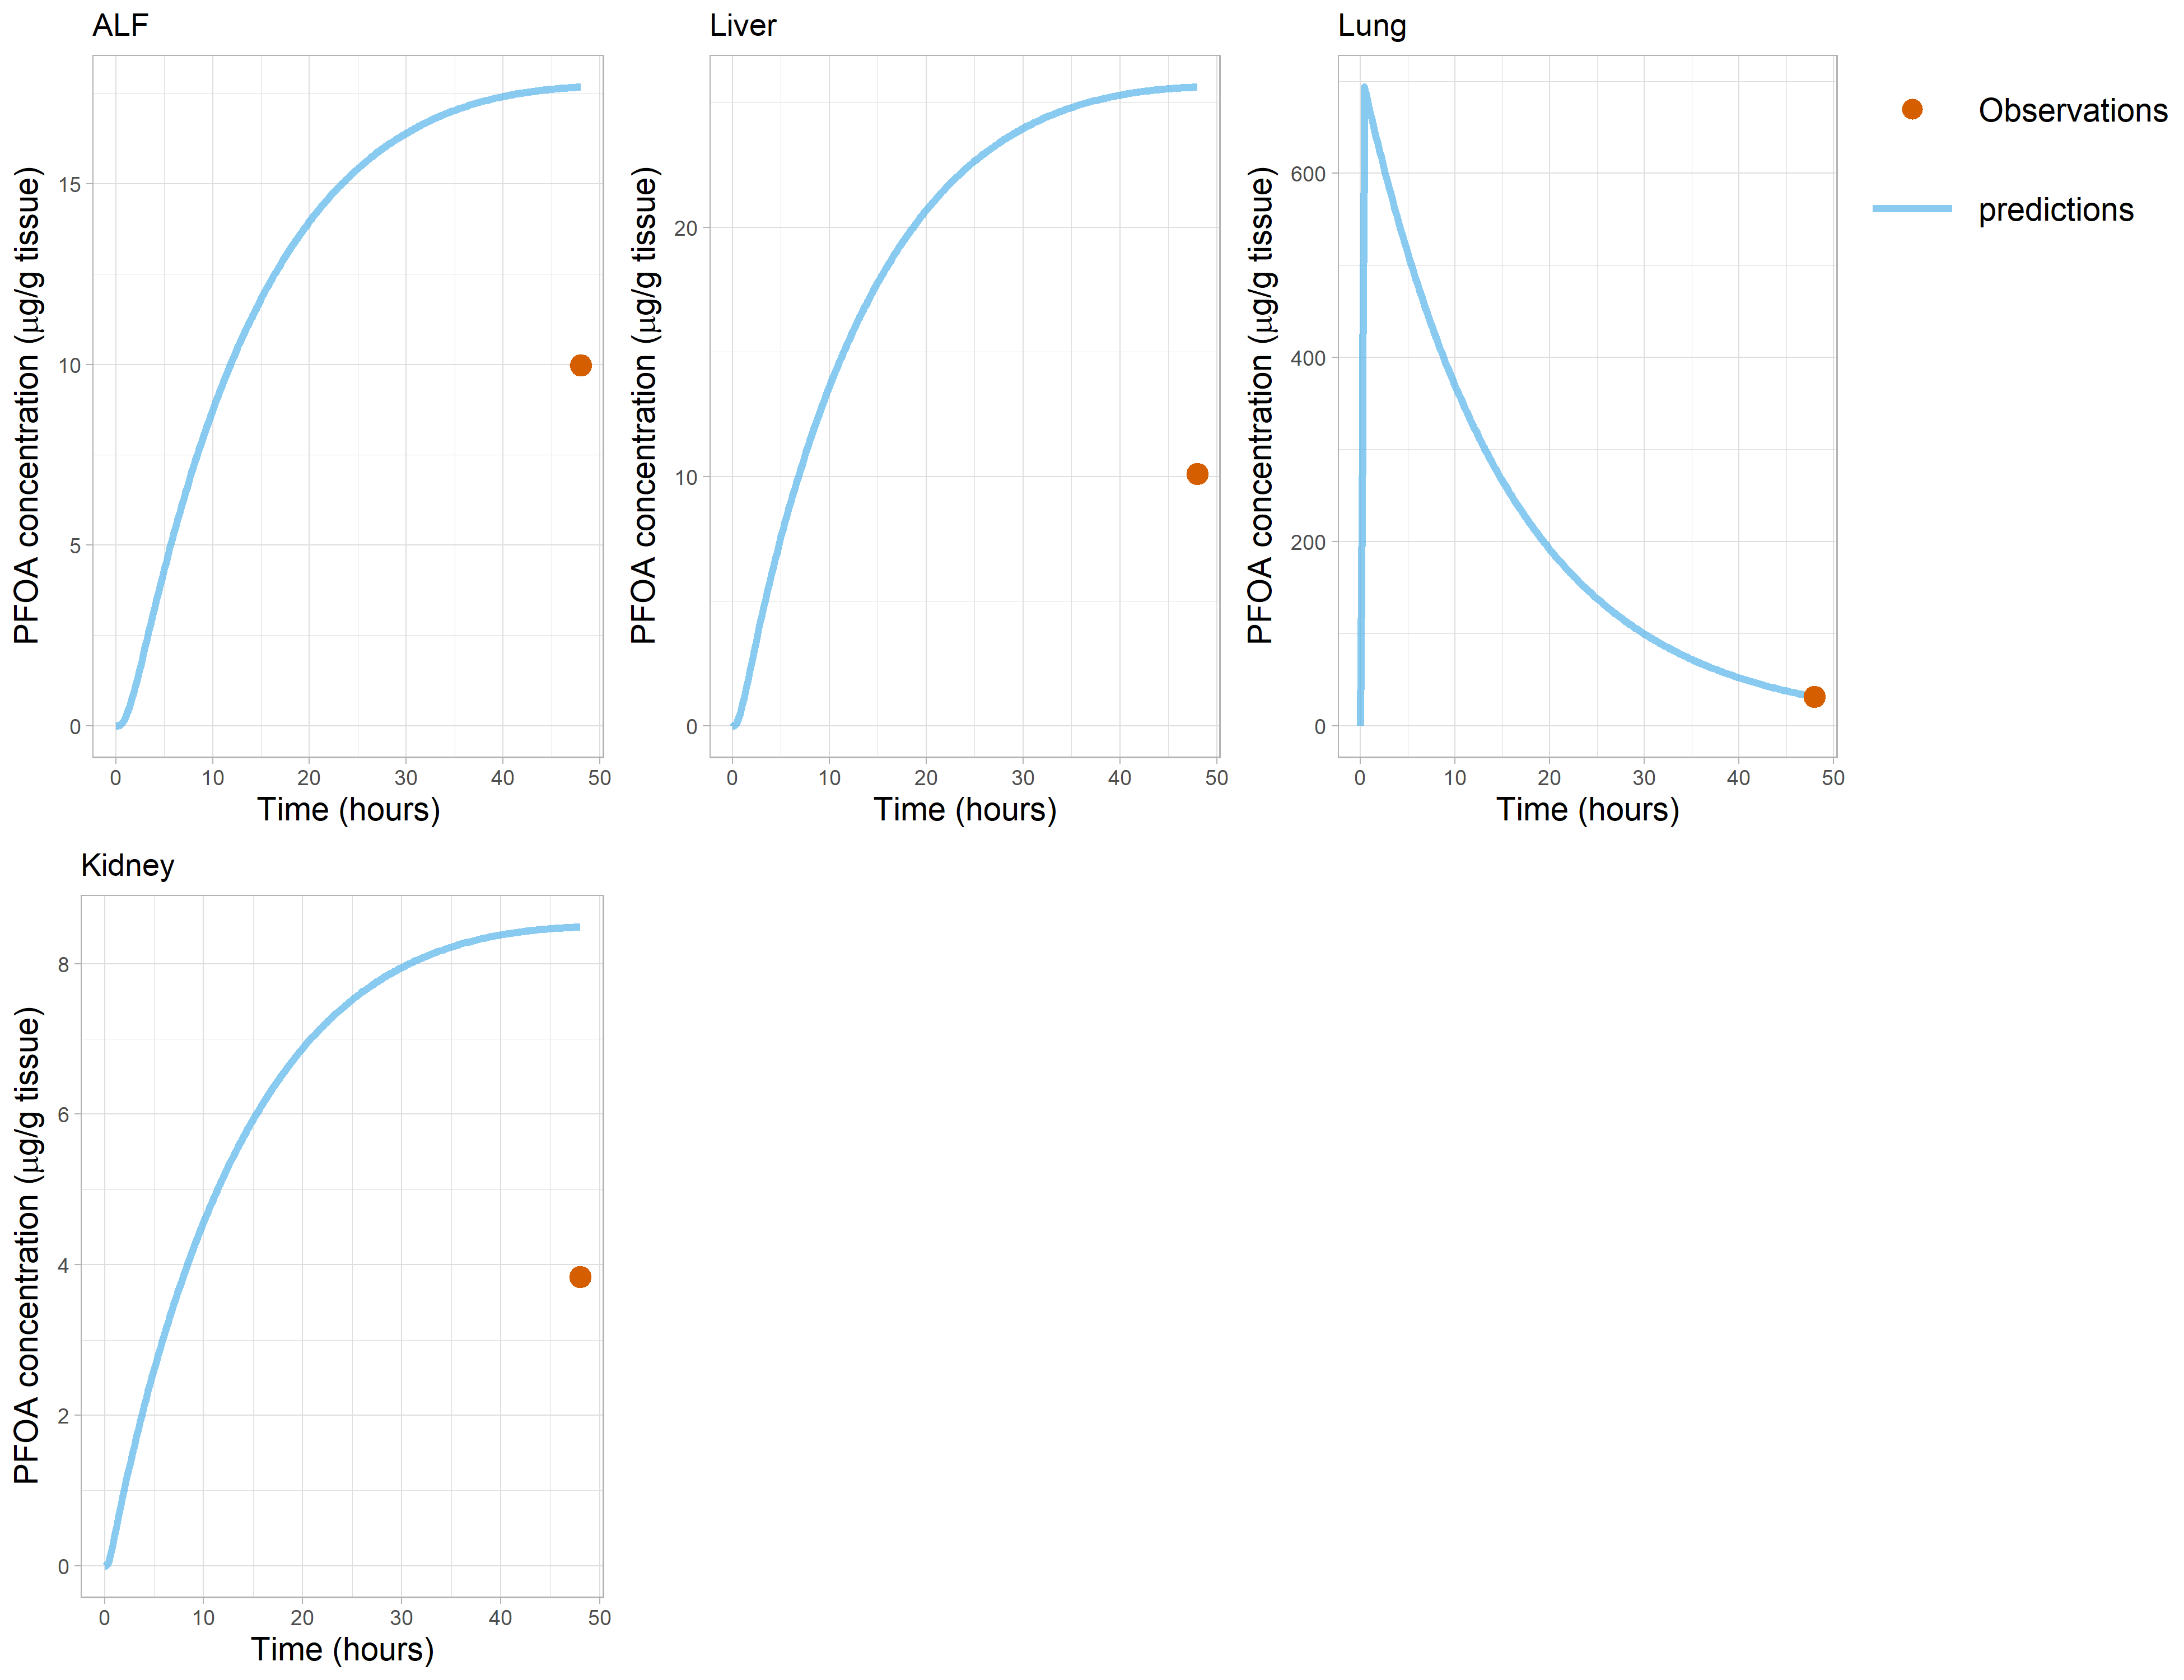 ALF
PFOA concentration (μg/g tissue)
15
10
5
0
0 10 20 30 40 50
Time (hours)
Liver
PFOA concentration (μg/g tissue)
20
10
0
0 10 20 30 40 50
Time (hours)
Lung
PFOA concentration (μg/g tissue)
600
400
200
0
0 10 20 30 40 50
Time (hours)
Observations
predictions
Kidney
PFOA concentration (μg/g tissue)
8
6
4
2
0
0 10 20 30 40 50
Time (hours)